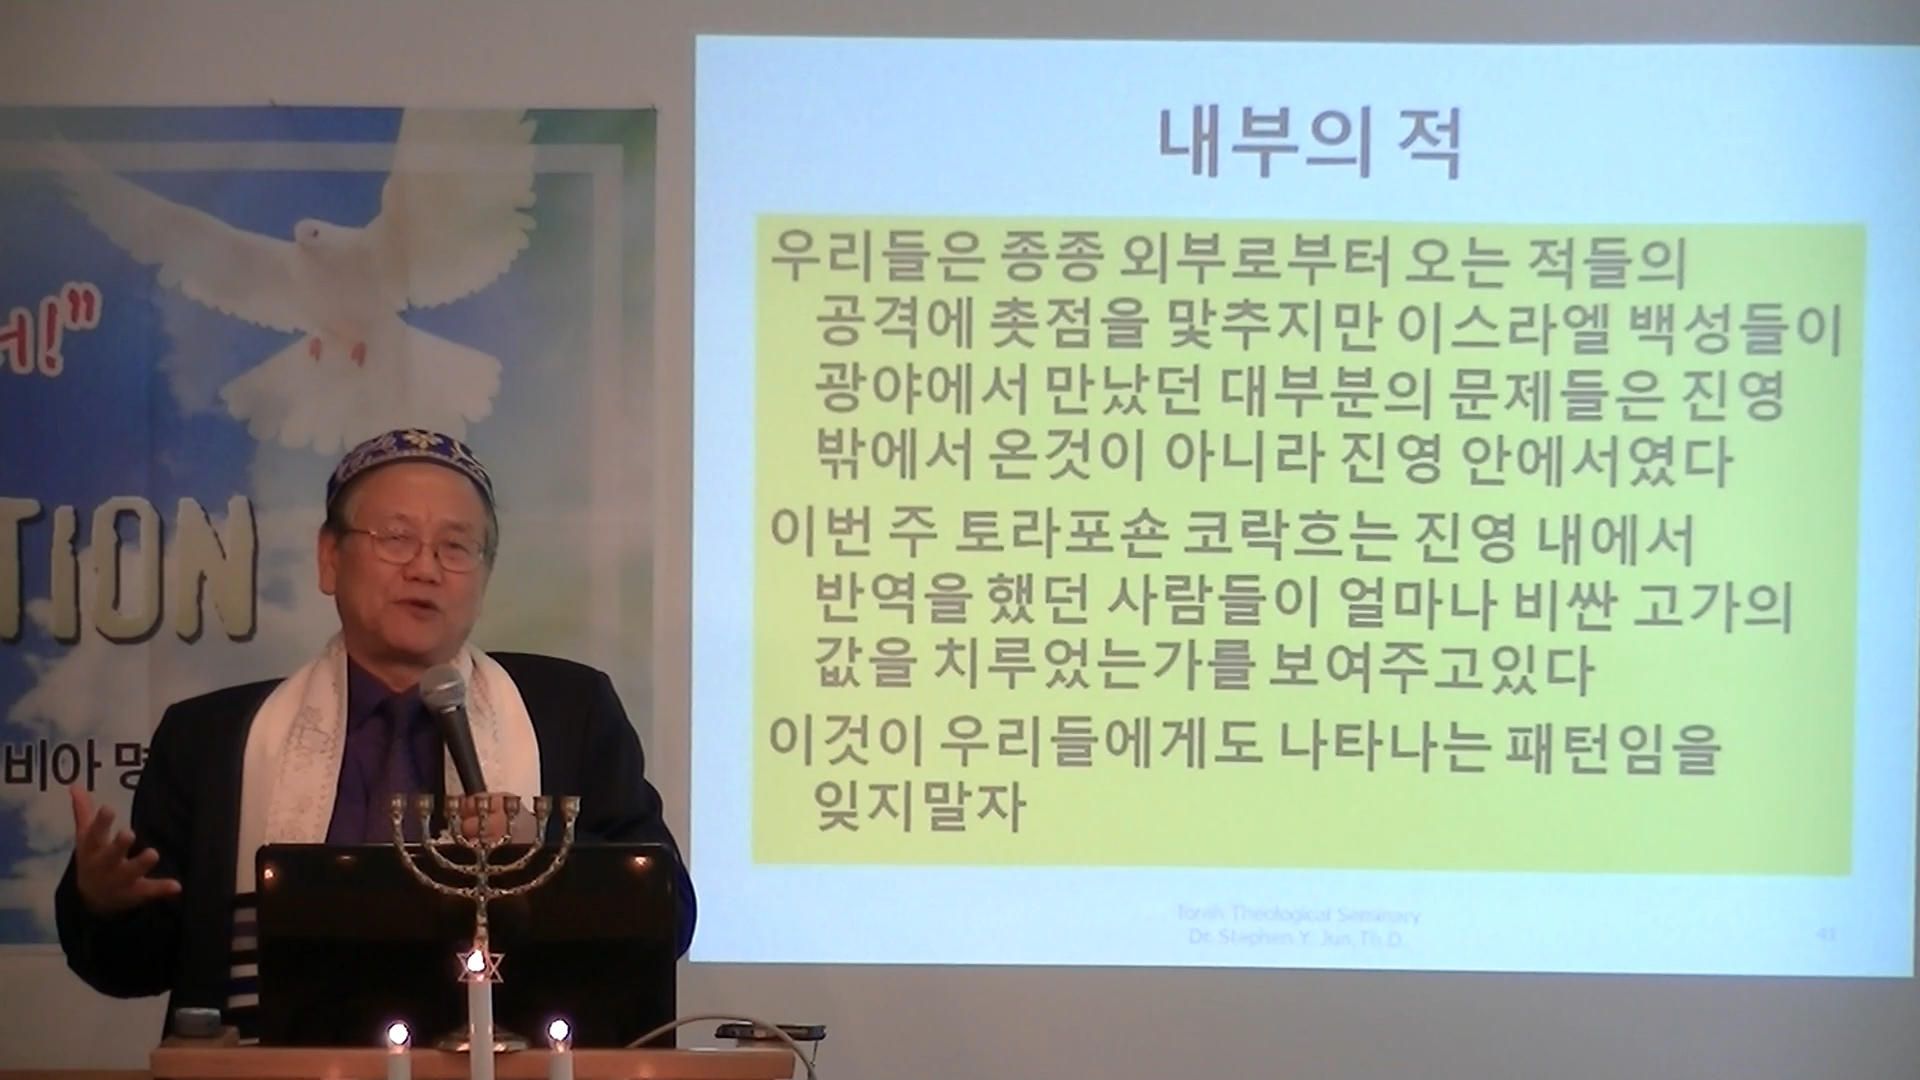 내부의 적
우리들은 종종 외부로부터 오는 적들의
공격에 촛점을 맟추지만 이스라엘 백성들이
광야에서 만났던 대부분의 문제들은 진영
밖에서 온것이 아니라 진영 안에서였다
이번 주 토라포숀 코락흐는 진영 내에서
반역을 했던 사람들이 얼마나 비싼 고가의
값을 치루었는가를 보여주고있다
이것이 우리들에게도 나타나는 패턴임을
잊지말자
Torah Theological Seminary
Dr. Stephen Y. Jun, Th.D.
41
TION
비아 명